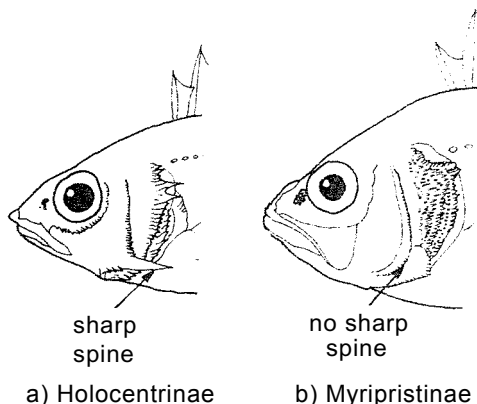 sharp
spine
no sharp
spine
a) Holocentrinae
b) Myripristinae